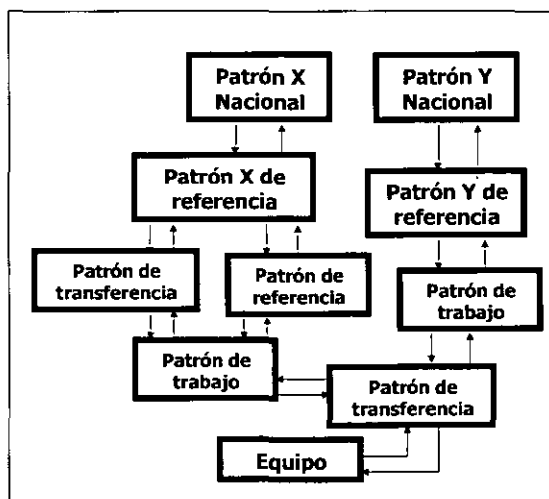 Patrón X
Nacional
Patrón Y
Nacional
Patrón X de
referencia
Patrón Y de
referencia
Patrón de
transferencia
Patrón de
referencia
Patrón de
trabajo
Patrón de
trabajo
Patrón de
transferencia
Equipo